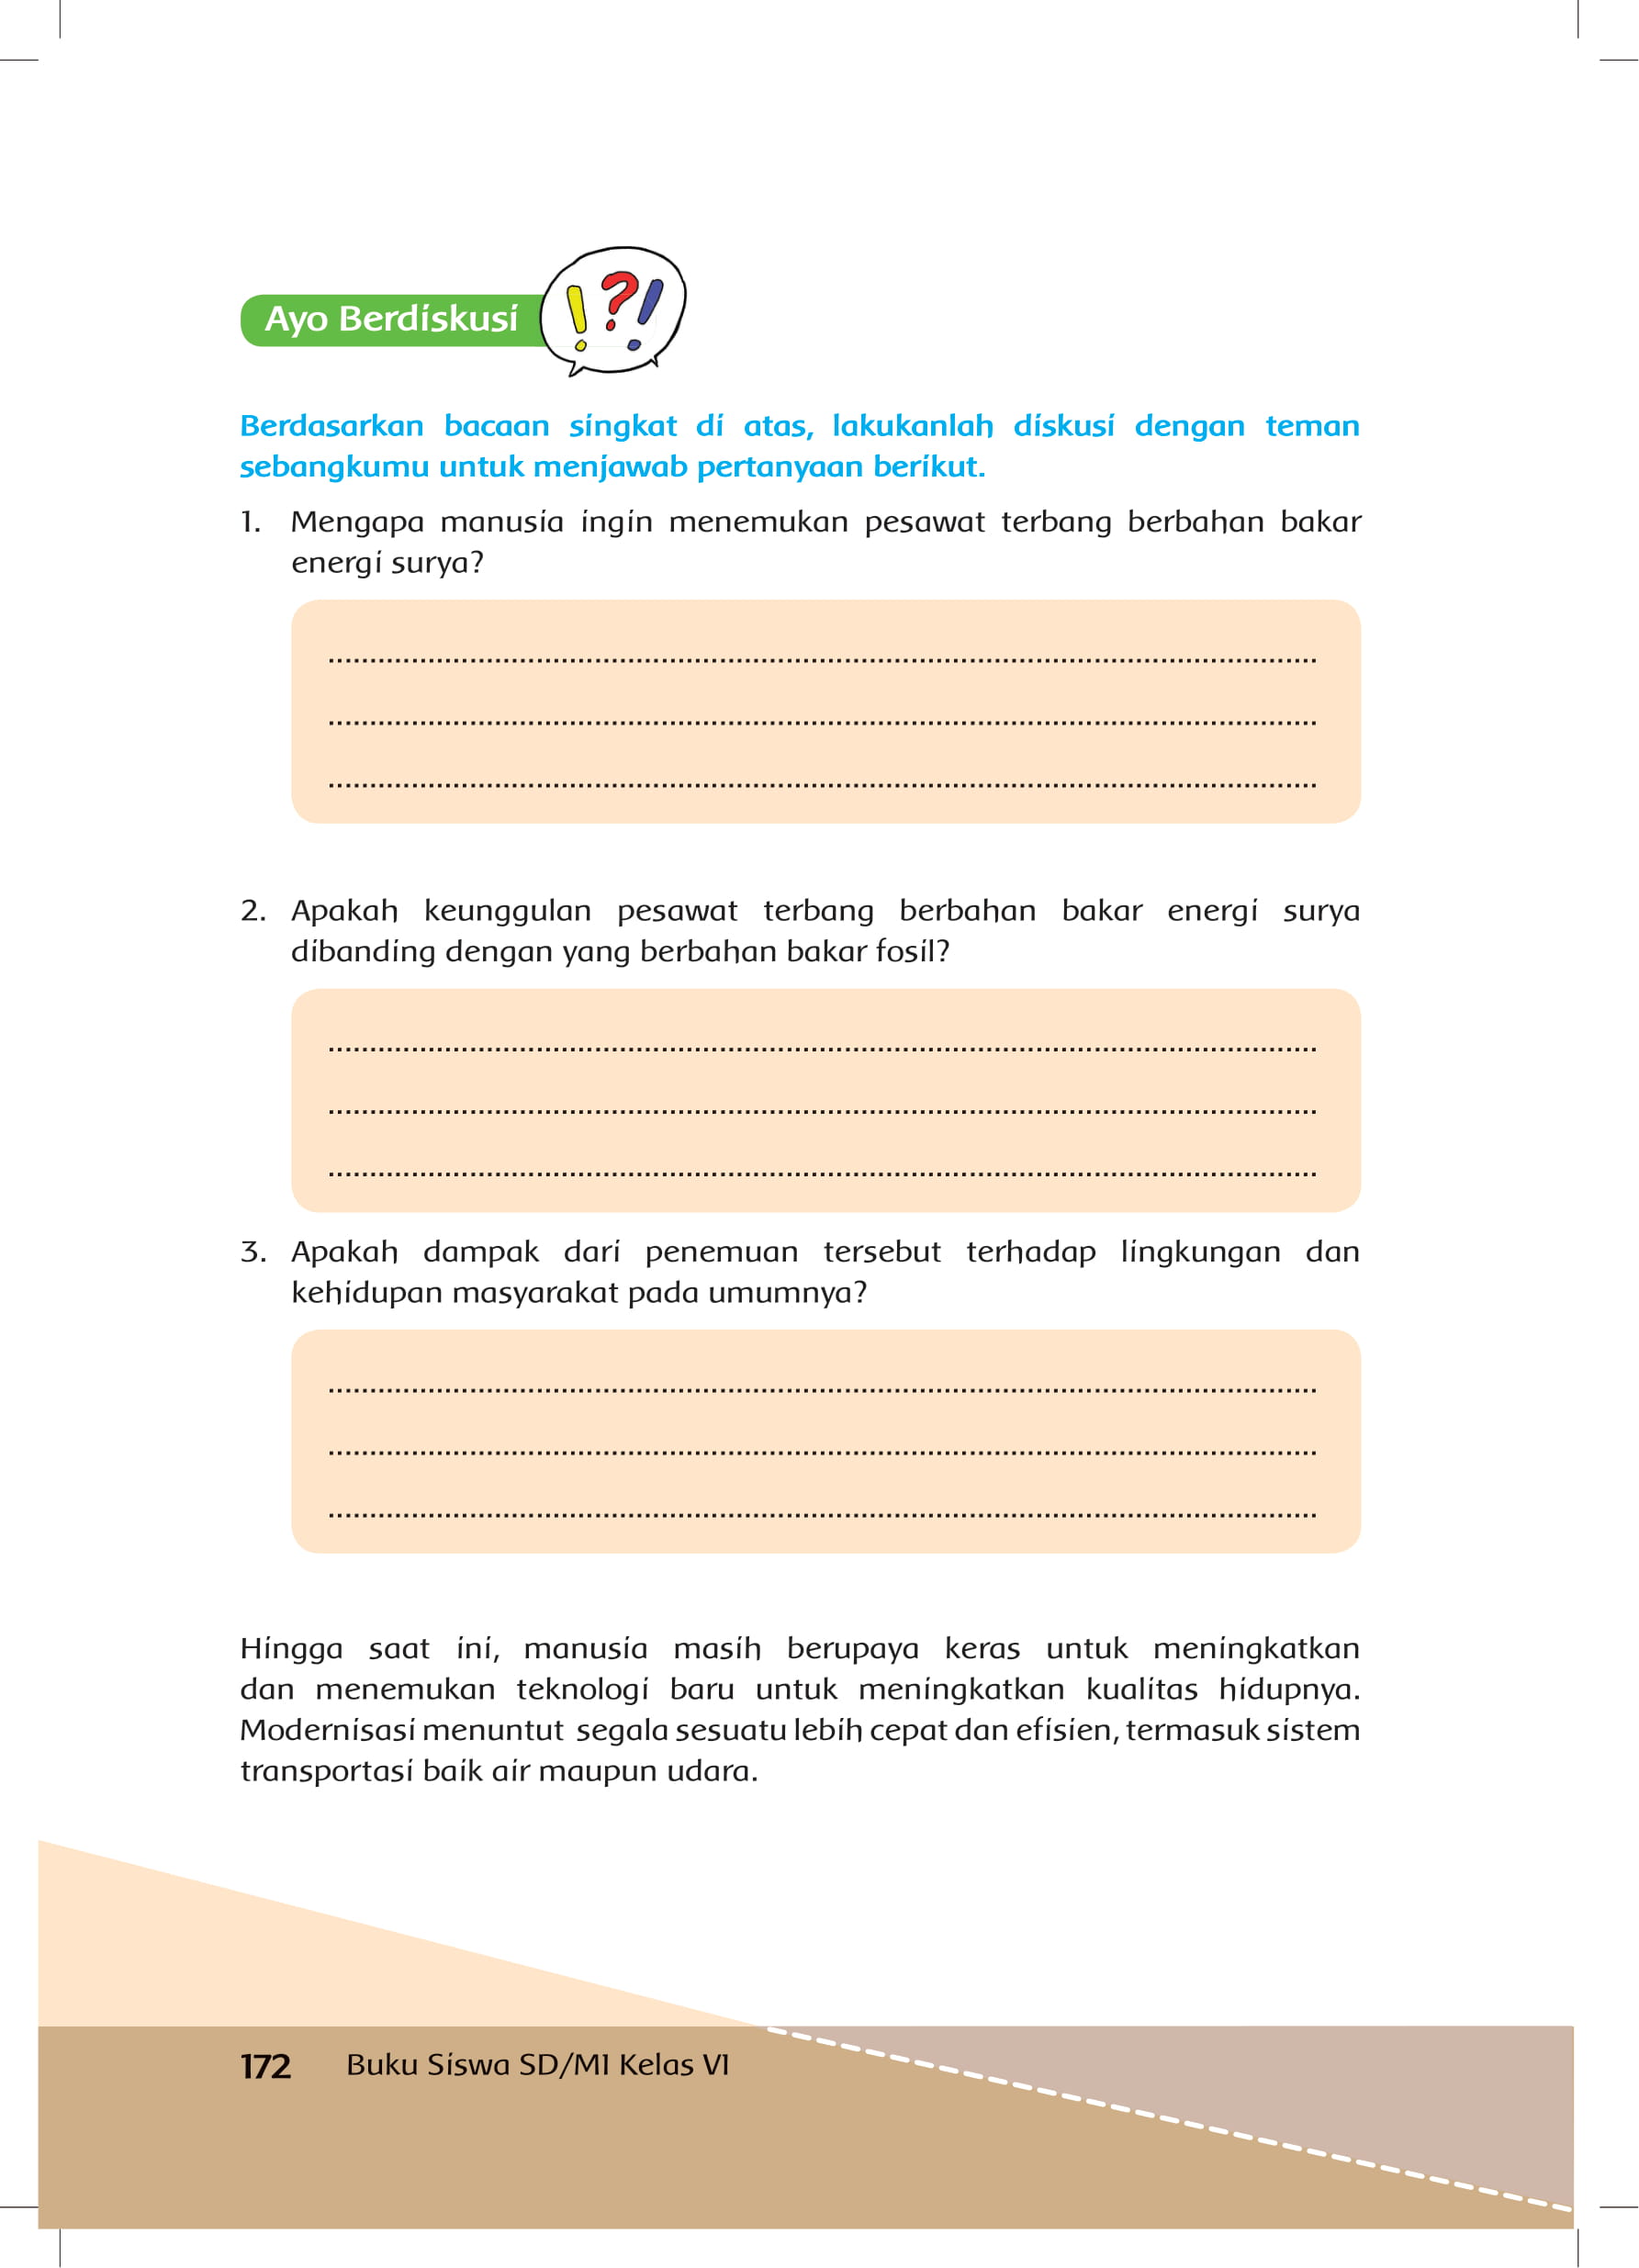 Ayo Berdiskusi
Berdasarkan bacaan singkat di atas, lakukanlah diskusi dengan teman
sebangkumu untuk menjawab pertanyaan berikut.
1. Mengapa manusia ingin menemukan pesawat terbang berbahan bakar
energi surya?
2. Apakah keunggulan pesawat terbang berbahan bakar energi surya
dibanding dengan yang berbahan bakar fosil?
3. Apakah dampak dari penemuan tersebut terhadap lingkungan dan
kehidupan masyarakat pada umumnya?
Hingga saat ini, manusia masih berupaya keras untuk meningkatkan
dan menemukan teknologi baru untuk meningkatkan kualitas hidupnya.
Modernisasi menuntut segala sesuatu lebih cepat dan efisien, termasuk sistem
transportasi baik air maupun udara.
172 Buku Siswa SD/MI Kelas VI